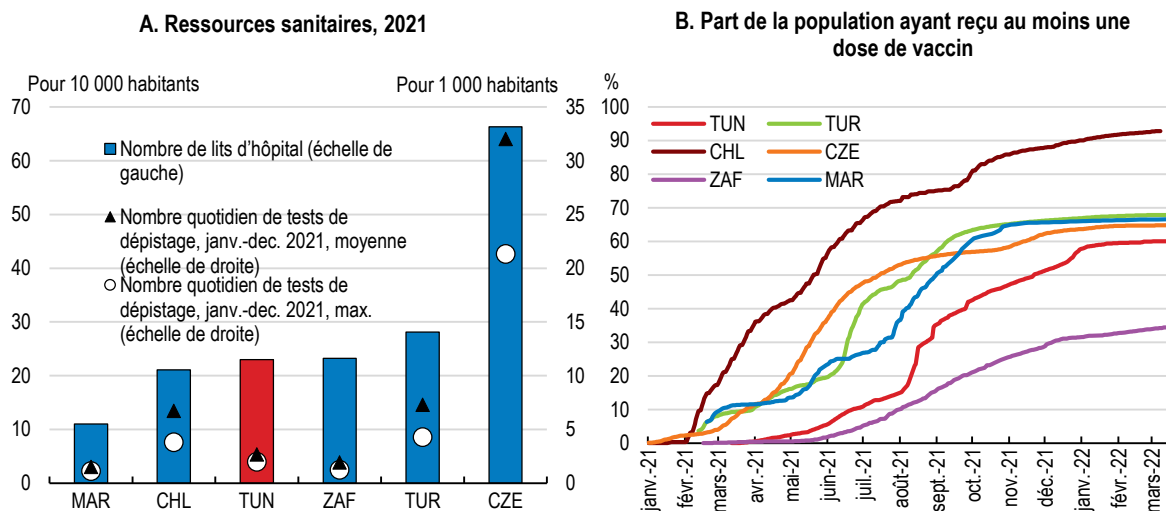 A. Ressources sanitaires, 2021
Pour 10 000 habitants
Pour 1 000 habitants
70
60
50
40
30
20
10
0
35
30
25
20
15
10
5
0
Nombre de lits d'hôpital (échelle de
gauche)
Nombre quotidien de tests de
dépistage, janv.-dec. 2021, moyenne
(échelle de droite)
Nombre quotidien de tests de
dépistage, janv.-dec. 2021, max.
(échelle de droite)
MAR CHL TUN ZAF TUR CZE
B. Part de la population ayant reçu au moins une
dose de vaccin
%
100
90
80
70
60
50
40
30
20
10
0
TUN TUR
CHL CZE
ZAF MAR
janv.-21
févr.-21
mars-21
avr.-21
mai-21
juin-21
juil.-21
août-21
sept.-21
oct.-21
nov.-21
déc.-21
janv.-22
févr.-22
mars-22